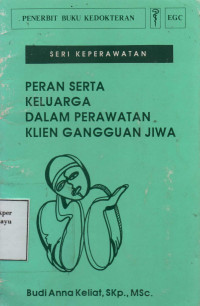 PENERBIT BUKU KEDOKTERAN
EGC
SERI KEPERAWATAN
PERAN SERTA
KELUARGA
DALAM PERAWATAN
KLIEN GANGGUAN JIWA
Budi Anna Keliat, SKp., MSc.